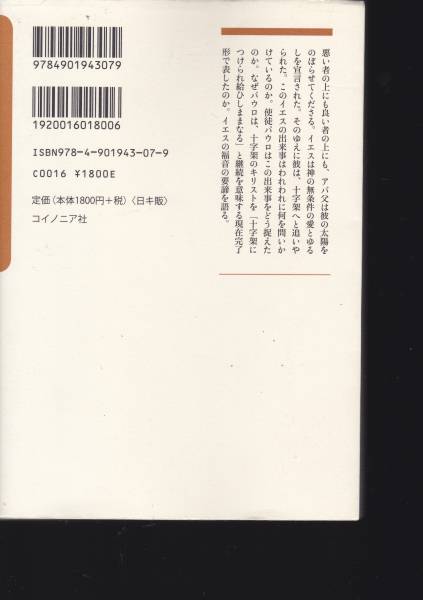 悪い者の上にも良い者の上にも、アバ父は彼の太陽を
のぼらせてくださる。イエスは神の無条件の愛とゆる
しを宣言された。そのゆえに彼は、十字架へと追いや
られた。このイエスの出来事はわれわれに何を問いか
けているのか。使徒パウロはこの出来事をどう捉えた
のか。なぜパウロは、十字架のキリストを「十字架に
つけられ給ひしままなる」と継続を意味する現在完了
形で表したのか。イエスの福音の要諦を語る。
9784901943079
1920016018006
ISBN978-4-901943-07-9
C0016 ¥1800E
定価(本体1800円+税)〈日キ販〉
コイノニア社